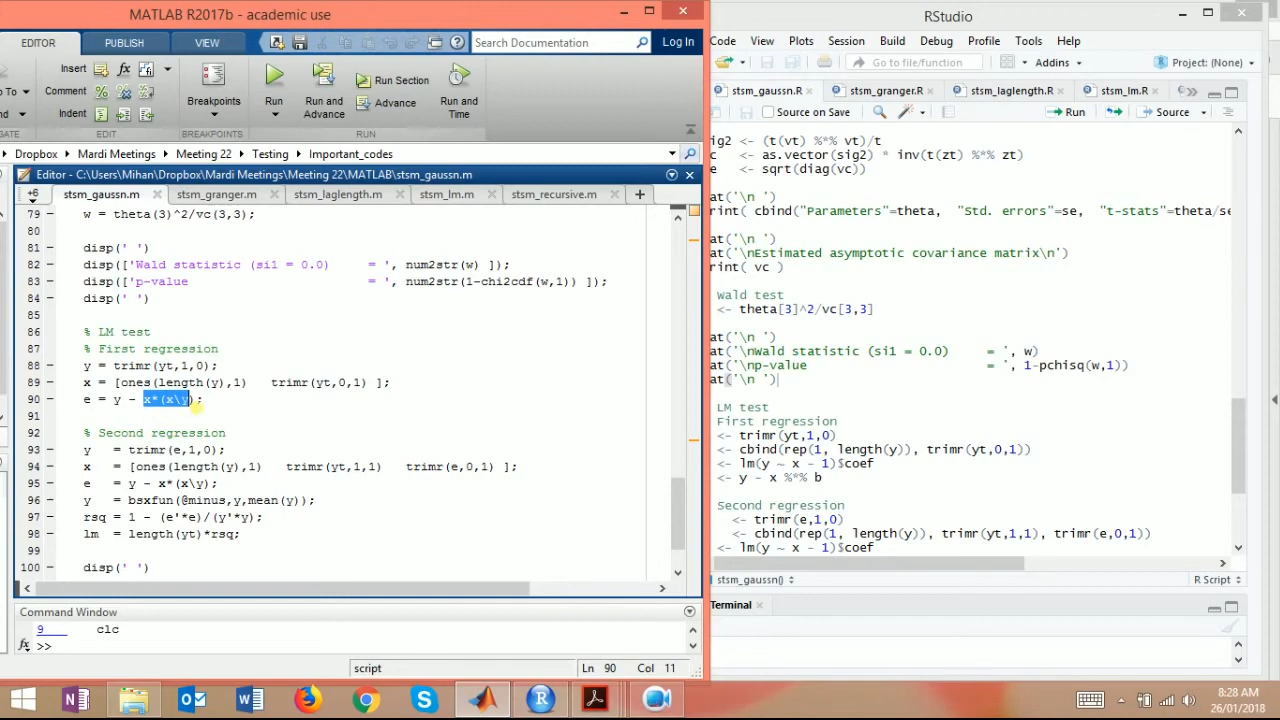 MATLAB R2017b - academic use
EDITOR PUBLISH VIEW Search Documentation Log In
Insert fx
Comment
Indent
Breakpoints
Run
Run and Advance
Run Section
Advance
Run and Time
EDIT BREAKPOINTS RUN
Dropbox Mardi Meetings Meeting 22 Testing Important_codes
Editor - C:\Users\Mihan\Dropbox\Mardi Meetings\Meeting 22\MATLAB\stsm_gaussn.m
+6 stsm_gaussn.m stsm_granger.m stsm_laglength.m stsm_lm.m stsm_recursive.m
79 w = theta(3)^2/vc(3,3);
80
81 disp(' ')
82 disp(['Wald statistic (si1 = 0.0) = ', num2str(w) ]);
83 disp(['p-value = ', num2str(1-chi2cdf(w,1)) ]);
84 disp(' ')
85
86 % LM test
87 % First regression
88 y = trimr(yt,1,0);
89 x = [ones(length(y),1) trimr(yt,0,1) ];
90 e = y - x*(x\y);
91
92 % Second regression
93 y = trimr(e,1,0);
94 x = [ones(length(y),1) trimr(yt,1,1) trimr(e,0,1) ];
95 e = y - x*(x\y);
96 y = bsxfun(@minus,y,mean(y));
97 rsq = 1 - (e'*e)/(y'*y);
98 lm = length(yt)*rsq;
99
100 disp(' ')
Command Window
9 clc
fx >>
script Ln 90 Col 11
RStudio
Code View Plots Session Build Debug Profile Tools Help
Go to file/function Addins Project: (None)
stsm_gaussn.R stsm_granger.R stsm_laglength.R stsm_lm.R
Source on Save Run Source
ig2 <- (t(vt) %*% vt)/t
c <- as.vector(sig2) * inv(t(zt) %*% zt)
e <- sqrt(diag(vc))
at('\n ')
rint( cbind("Parameters"=theta, "Std. errors"=se, "t-stats"=theta/se
at('\n ')
at('\nEstimated asymptotic covariance matrix\n')
rint( vc )
Wald test
<- theta[3]^2/vc[3,3]
at('\n ')
at('\nWald statistic (si1 = 0.0) = ', w)
at('\np-value = ', 1-pchisq(w,1))
at('\n ')
LM test
First regression
<- trimr(yt,1,0)
<- cbind(rep(1, length(y)), trimr(yt,0,1))
<- lm(y ~ x - 1)$coef
<- y - x %*% b
Second regression
<- trimr(e,1,0)
<- cbind(rep(1, length(y)), trimr(yt,1,1), trimr(e,0,1))
<- lm(y ~ x - 1)$coef
stsm_gaussn() R Script
Terminal
8:28 AM
26/01/2018